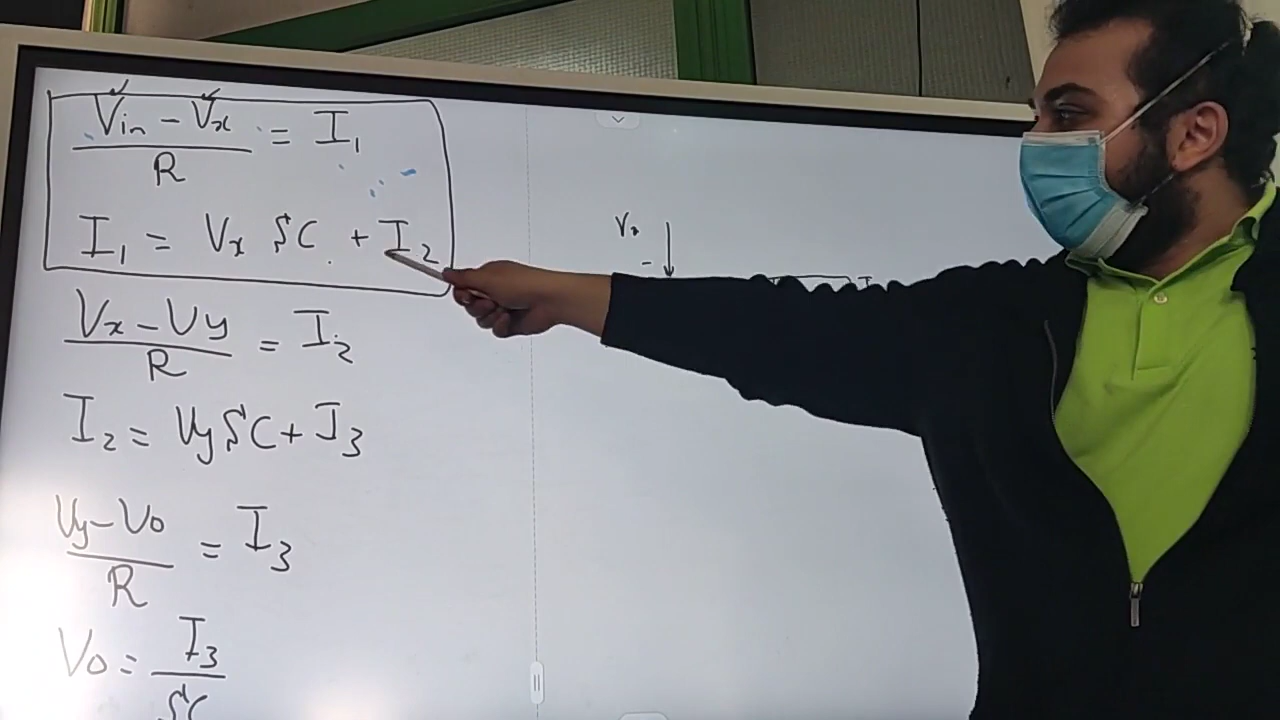 Vin - Vx / R = I1
I1 = Vx SC + I2
Vx - Vy / R = I2
I2 = Vy SC + I3
Vy - Vo / R = I3
Vo = I3 / SC
-